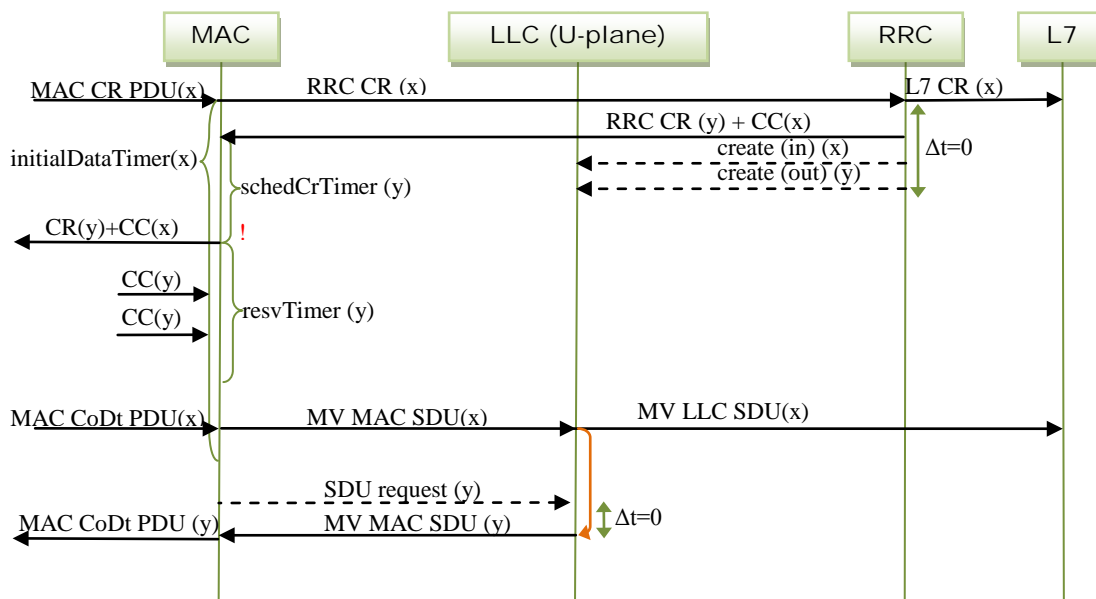 MAC
LLC (U-plane)
RRC
L7
MAC CR PDU(x)
RRC CR (x)
L7 CR (x)
RRC CR (y) + CC(x)
create (in) (x)
Δt=0
initialDataTimer(x)
create (out) (y)
schedCrTimer (y)
CR(y)+CC(x)
!
CC(y)
resvTimer (y)
CC(y)
MAC CoDt PDU(x)
MV MAC SDU(x)
MV LLC SDU(x)
SDU request (y)
Δt=0
MAC CoDt PDU (y)
MV MAC SDU (y)